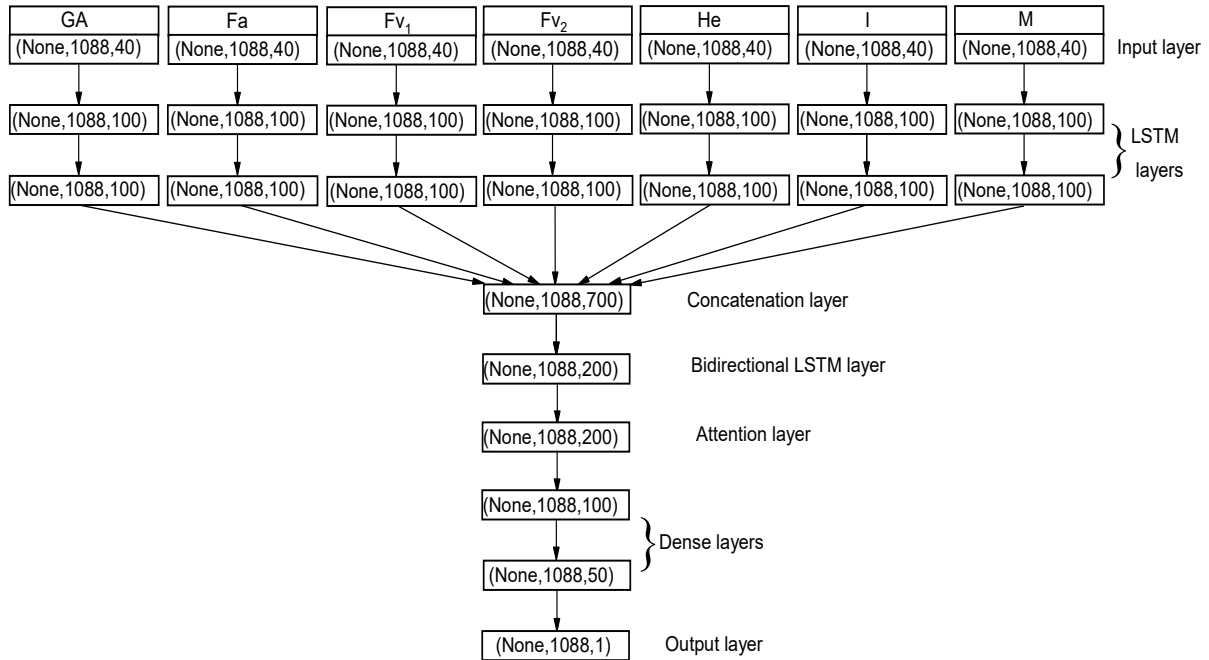 GA Fa Fv₁ Fv₂ He I M
(None,1088,40) (None,1088,40) (None,1088,40) (None,1088,40) (None,1088,40) (None,1088,40) (None,1088,40) Input layer
(None,1088,100) (None,1088,100) (None,1088,100) (None,1088,100) (None,1088,100) (None,1088,100) (None,1088,100)
LSTM
layers
(None,1088,100) (None,1088,100) (None,1088,100) (None,1088,100) (None,1088,100) (None,1088,100) (None,1088,100)
(None,1088,700) Concatenation layer
(None,1088,200) Bidirectional LSTM layer
(None,1088,200) Attention layer
(None,1088,100)
Dense layers
(None,1088,50)
(None,1088,1) Output layer